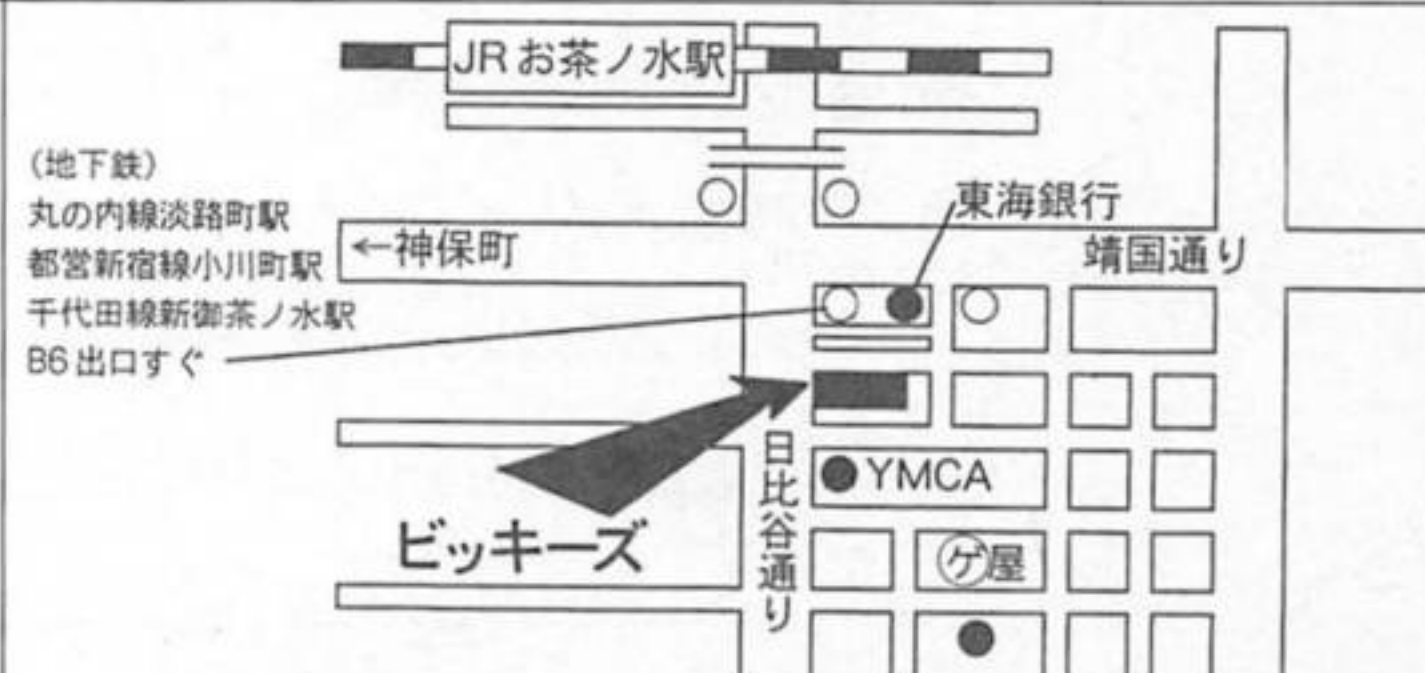 JRお茶ノ水駅
(地下鉄)
丸の内線淡路町駅
都営新宿線小川町駅
千代田線新御茶ノ水駅
B6出口すぐ
←神保町
東海銀行
靖国通り
日比谷通り
YMCA
ビッキーズ
ゲ屋